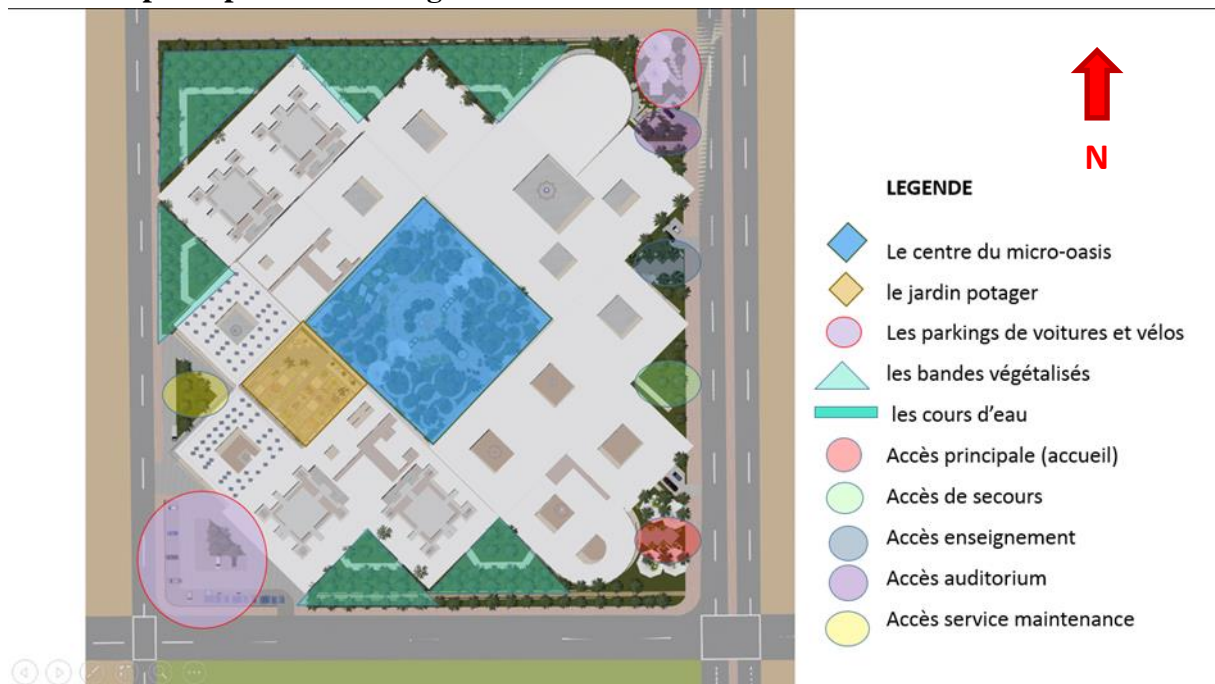 N
LEGENDE
Le centre du micro-oasis
le jardin potager
Les parkings de voitures et vélos
les bandes végétalisés
les cours d'eau
Accès principale (accueil)
Accès de secours
Accès enseignement
Accès auditorium
Accès service maintenance